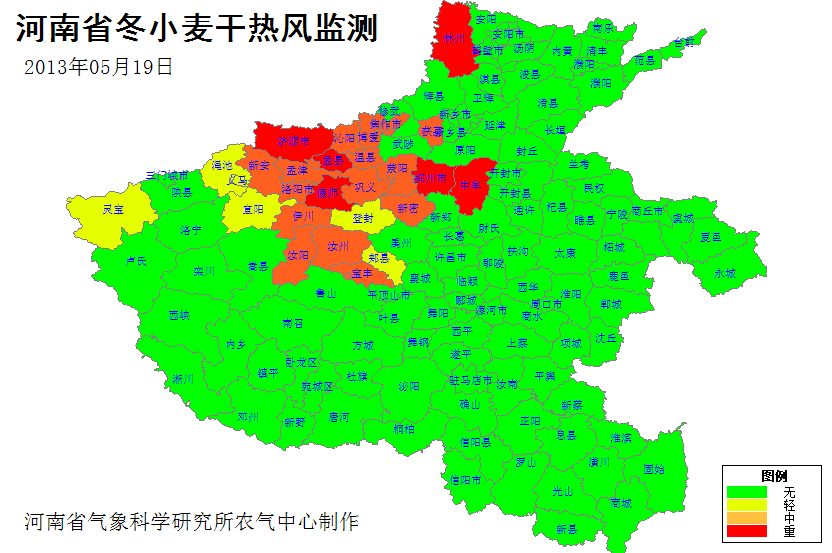 河南省冬小麦干热风监测
2013年05月19日
林州
安阳
安阳市
南乐
鹤壁市
汤阴
内黄
清丰
台前
濮阳
范县
淇县
浚县
濮阳
辉县
卫辉
滑县
修武
新乡市
焦作市
武陟
新乡县
延津
长垣
济源市
沁阳
博爱
武陟
原阳
封丘
孟县
温县
渑池
新安
孟津
荥阳
郑州市
中牟
开封市
兰考
三门峡市
义马
洛阳市
偃师
巩义
开封县
民权
陕县
灵宝
宜阳
伊川
登封
新密
新郑
通许
杞县
睢县
宁陵
商丘市
虞城
洛宁
汝阳
汝州
郏县
禹州
长葛
尉氏
扶沟
太康
柘城
夏邑
卢氏
栾川
嵩县
宝丰
襄城
许昌市
鄢陵
鹿邑
永城
鲁山
平顶山市
临颍
西华
淮阳
郸城
郾城
周口市
西峡
南召
叶县
舞阳
漯河市
商水
内乡
方城
舞钢
西平
上蔡
项城
沈丘
卧龙区
遂平
淅川
镇平
宛城区
社旗
泌阳
驻马店市
汝南
平舆
确山
新蔡
邓州
新野
唐河
桐柏
正阳
信阳县
息县
淮滨
罗山
潢川
固始
信阳市
光山
商城
新县
图例
无
轻
中
重
河南省气象科学研究所农气中心制作